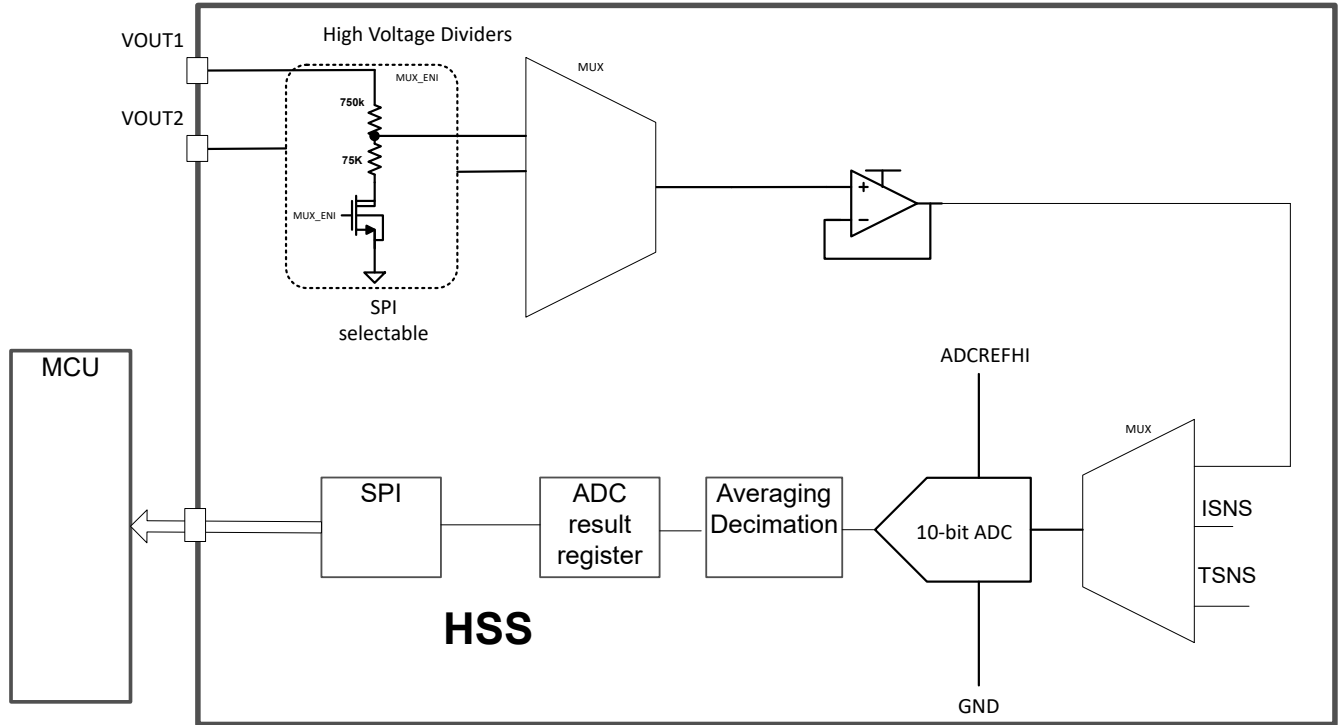 VOUT1
High Voltage Dividers
MUX_ENI
MUX
VOUT2
750k
75K
MUX_ENI
SPI
selectable
MCU
ADCREFHI
MUX
SPI
ADC
result
register
Averaging
Decimation
10-bit ADC
ISNS
TSNS
HSS
GND
+
−